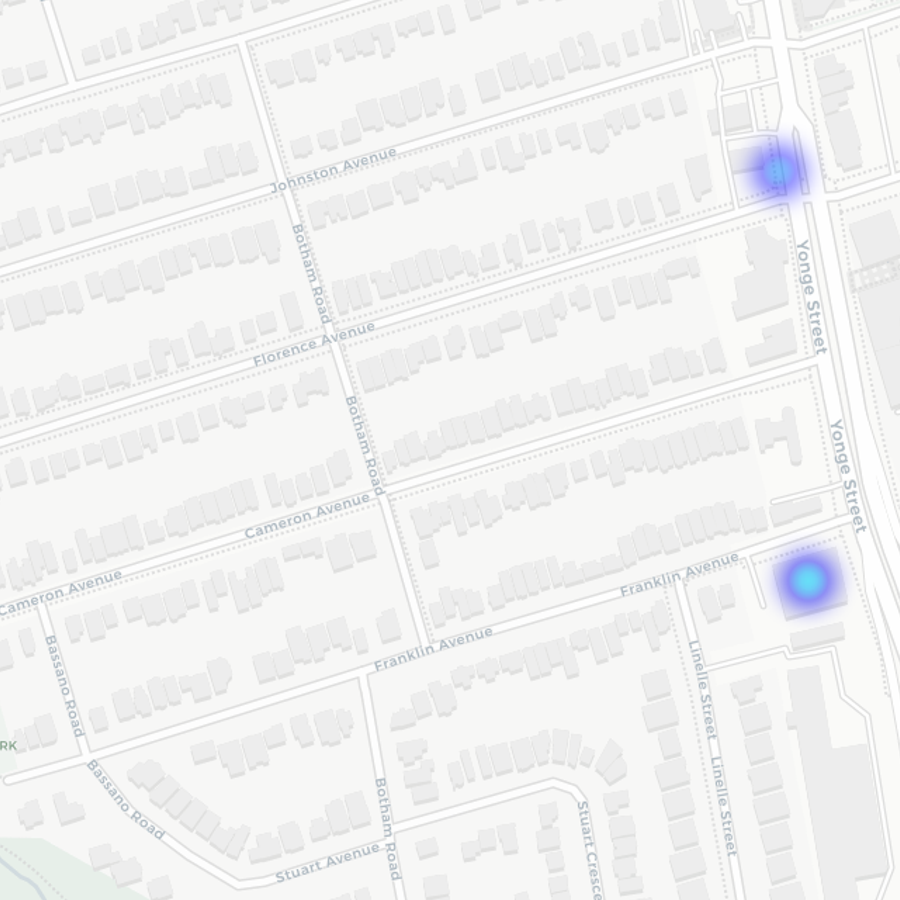 Johnston Avenue
Botham Road
Yonge Street
Florence Avenue
Botham Road
Yonge Street
Cameron Avenue
Cameron Avenue
Franklin Avenue
Franklin Avenue
Bassano Road
Linelle Street
RK
Bassano Road
Linelle Street
Botham Road
Stuart Cresce
Stuart Avenue